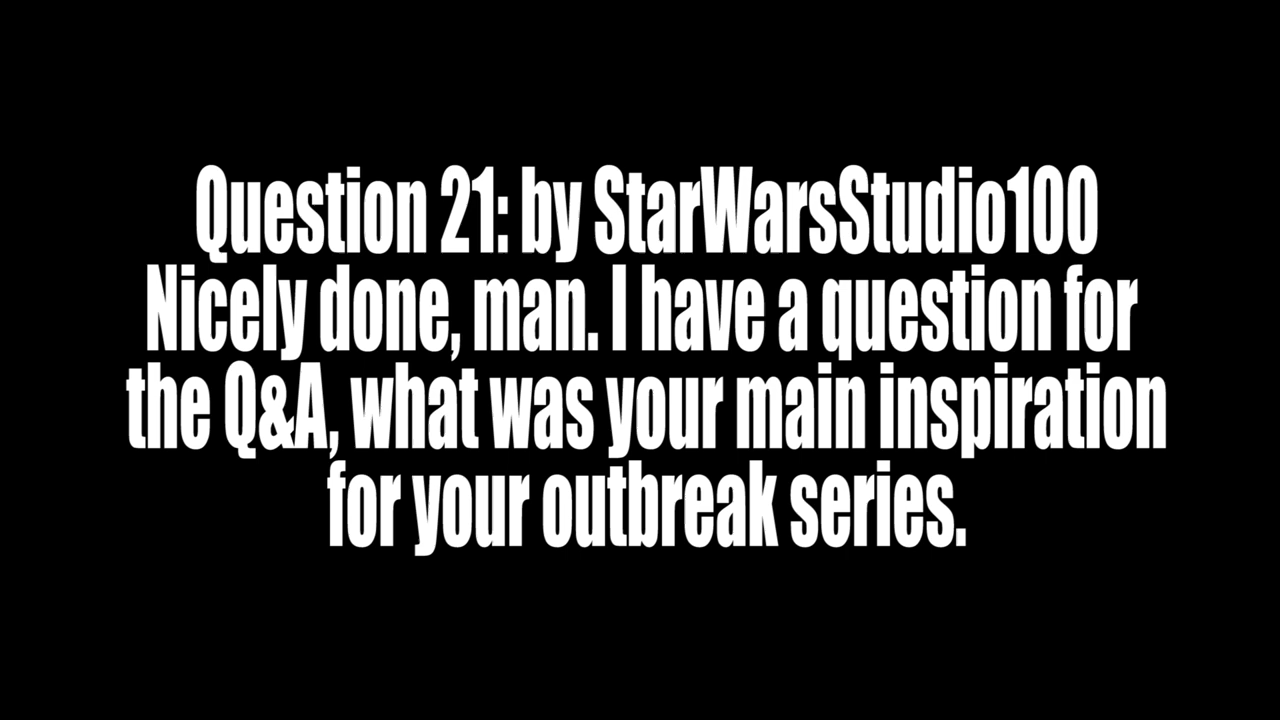 Question 21: by StarWarsStudio100
Nicely done, man. I have a question for
the Q&A, what was your main inspiration
for your outbreak series.